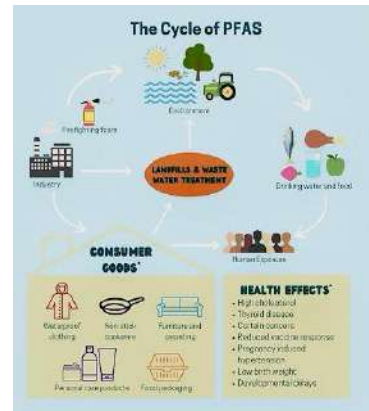 The Cycle of PFAS
Environment
Firefighting foam
Industry
LANDFILLS & WASTE
WATER TREATMENT
Drinking water and food
Human Exposure
CONSUMER
GOODS*
Waterproof
clothing
Non stick
cookware
Furniture and
carpeting
Personal care products
Food packaging
HEALTH EFFECTS*
• High cholesterol
• Thyroid disease
• Certain cancers
• Reduced vaccine response
• Pregnancy induced
hypertension
• Low birth weight
• Developmental delays